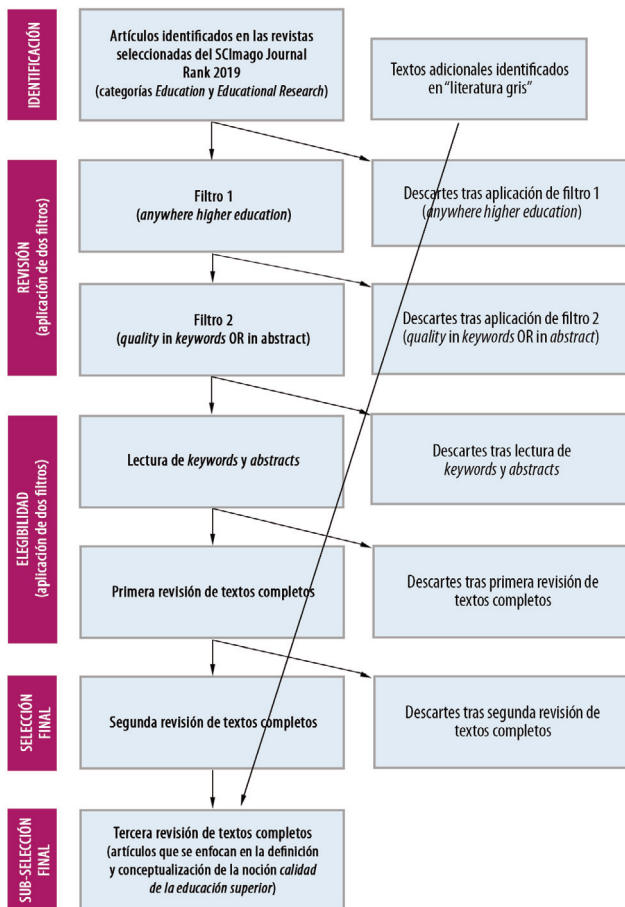 IDENTIFICACIÓN
Artículos identificados en las revistas
seleccionadas del SCImago Journal
Rank 2019
(categorías Education y Educational Research)
Textos adicionales identificados
en “literatura gris”
REVISIÓN
(aplicación de dos filtros)
Filtro 1
(anywhere higher education)
Descartes tras aplicación de filtro 1
(anywhere higher education)
Filtro 2
(quality in keywords OR in abstract)
Descartes tras aplicación de filtro 2
(quality in keywords OR in abstract)
ELEGIBILIDAD
(aplicación de dos filtros)
Lectura de keywords y abstracts
Descartes tras lectura de
keywords y abstracts
Primera revisión de textos completos
Descartes tras primera revisión de
textos completos
SELECCIÓN
FINAL
Segunda revisión de textos completos
Descartes tras segunda revisión de
textos completos
SUB-SELECCIÓN
FINAL
Tercera revisión de textos completos
(artículos que se enfocan en la definición
y conceptualización de la noción calidad
de la educación superior)